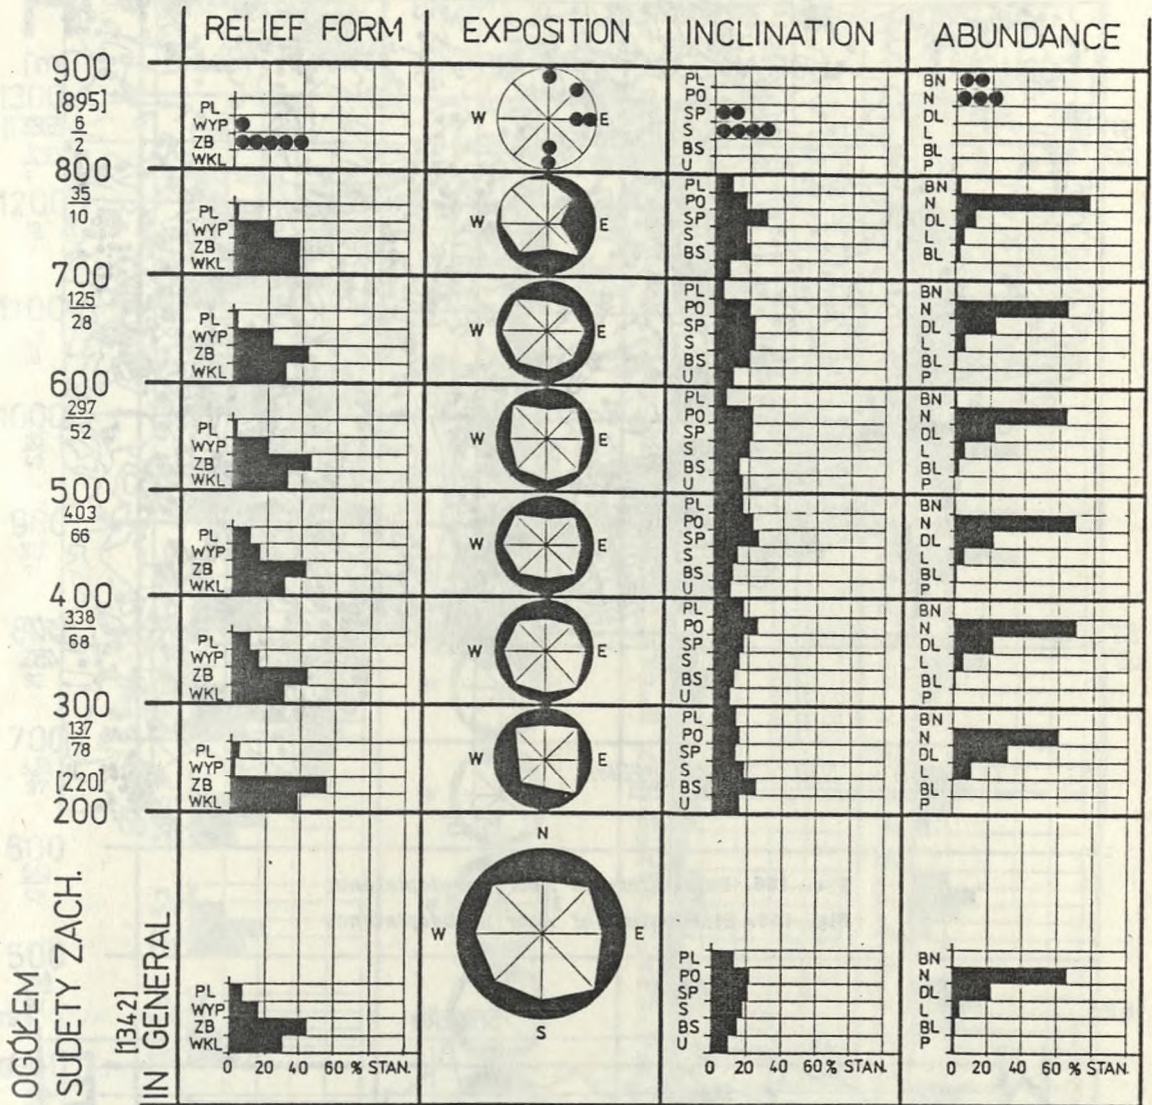 RELIEF FORM EXPOSITION INCLINATION ABUNDANCE
900
[895]
6
2
PL
WYP
ZB
WKL
W E
PL
PO
SP
S
BS
U
BN
N
DL
L
BL
P
800
35
10
PL
WYP
ZB
WKL
W E
PL
PO
SP
S
BS
BN
N
DL
L
BL
700
125
28
PL
WYP
ZB
WKL
W E
PL
PO
SP
S
BS
U
BN
N
DL
L
BL
P
600
297
52
PL
WYP
ZB
WKL
W E
PL
PO
SP
S
BS
U
BN
N
DL
L
BL
P
500
403
66
PL
WYP
ZB
WKL
W E
PL
PO
SP
S
BS
U
BN
N
DL
L
BL
P
400
338
68
PL
WYP
ZB
WKL
W E
PL
PO
SP
S
BS
U
BN
N
DL
L
BL
P
300
137
78
[220]
PL
WYP
ZB
WKL
W E
PL
PO
SP
S
BS
U
BN
N
DL
L
BL
P
200
OGÓŁEM
SUDETY ZACH.
[1342]
IN GENERAL
PL
WYP
ZB
WKL
0 20 40 60 % STAN.
N
W E
S
PL
PO
SP
S
BS
U
0 20 40 60 % STAN.
BN
N
DL
L
BL
P
0 20 40 60 % STAN.